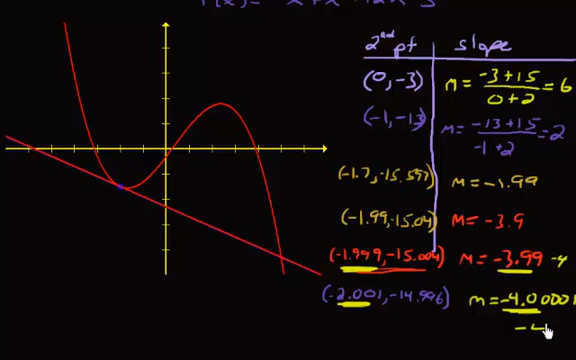 2nd pt slope
(0, -3) m = -3+15 / 0+2 = 6
(-1, -13) m = -13+15 / -1+2 = 2
(-1.7, -15.597) m = -1.99
(-1.99, -15.04) m = -3.9
(-1.999, -15.004) m = -3.99 -4
(-2.001, -14.996) m = -4.00001
-4